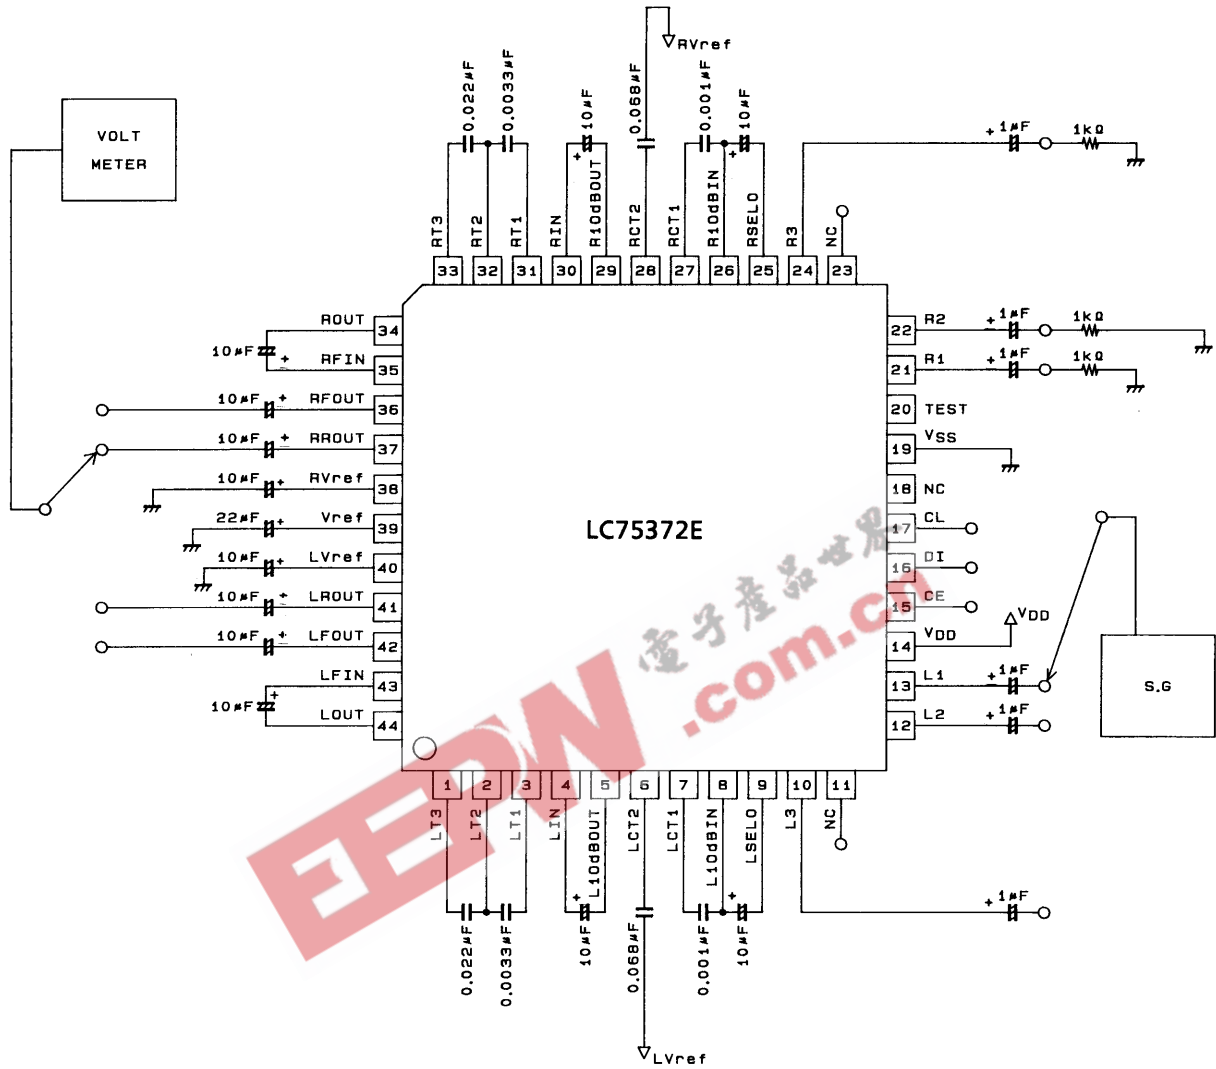 RVref
0.022μF
0.0033μF
10μF
0.068μF
0.001μF
10μF
+
+
VOLT
METER
+ 1μF
1kΩ
RT3
RT2
RT1
RIN
R10dBOUT
RCT2
RCT1
R10dBIN
RSELO
R3
NC
33
32
31
30
29
28
27
26
25
24
23
ROUT
34
10μF
+
RFIN
35
10μF
+
RFOUT
36
10μF
+
RROUT
37
10μF
+
RVref
38
22μF
+
Vref
39
10μF
+
LVref
40
10μF
+
LROUT
41
10μF
+
LFOUT
42
LFIN
43
10μF
+
LOUT
44
22
R2
+ 1μF
1kΩ
21
R1
+ 1μF
1kΩ
20
TEST
19
VSS
18
NC
17
CL
16
DI
15
CE
14
VDD
VDD
13
L1
+ 1μF
12
L2
+ 1μF
S.G
LC75372E
電子産品世界
EEPW
.com.cn
1
2
3
4
5
6
7
8
9
10
11
LT3
LT2
LT1
LIN
L10dBOUT
LCT2
LCT1
L10dBIN
LSELO
L3
NC
+
+
+ 1μF
0.022μF
0.0033μF
10μF
0.068μF
0.001μF
10μF
LVref